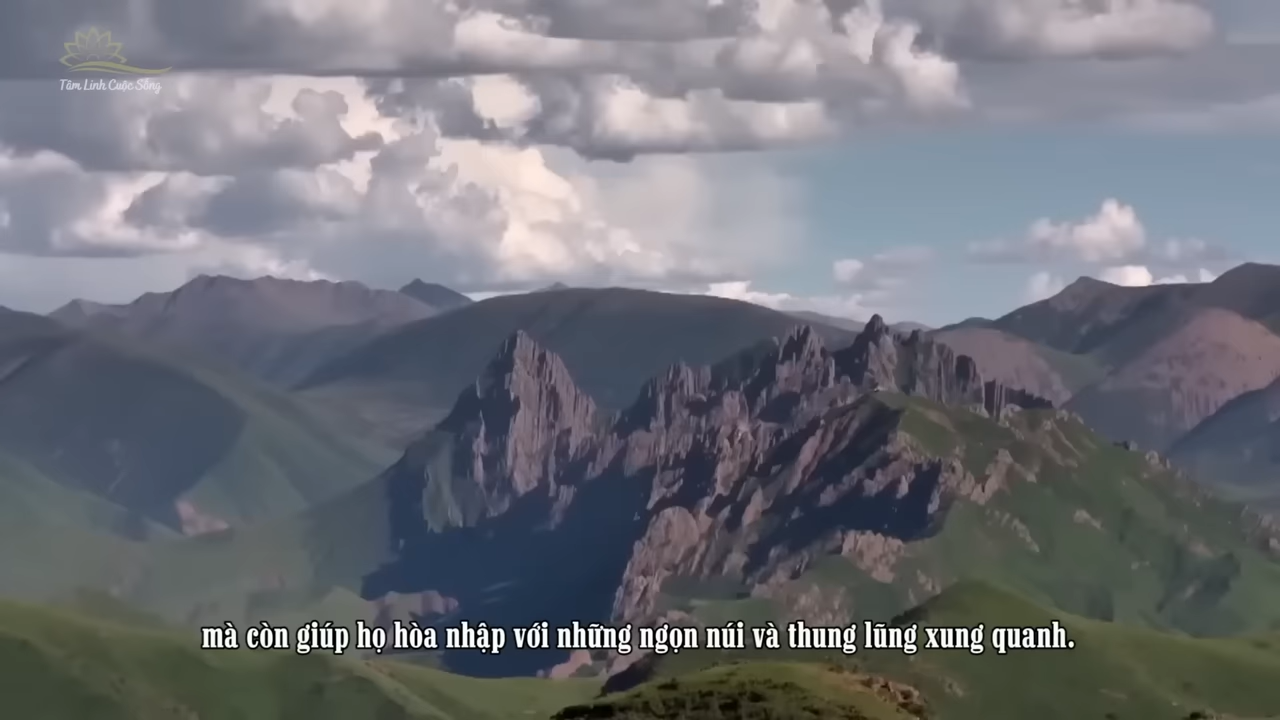 Tâm Linh Cuộc Sống
mà còn giúp họ hòa nhập với những ngọn núi và thung lũng xung quanh.